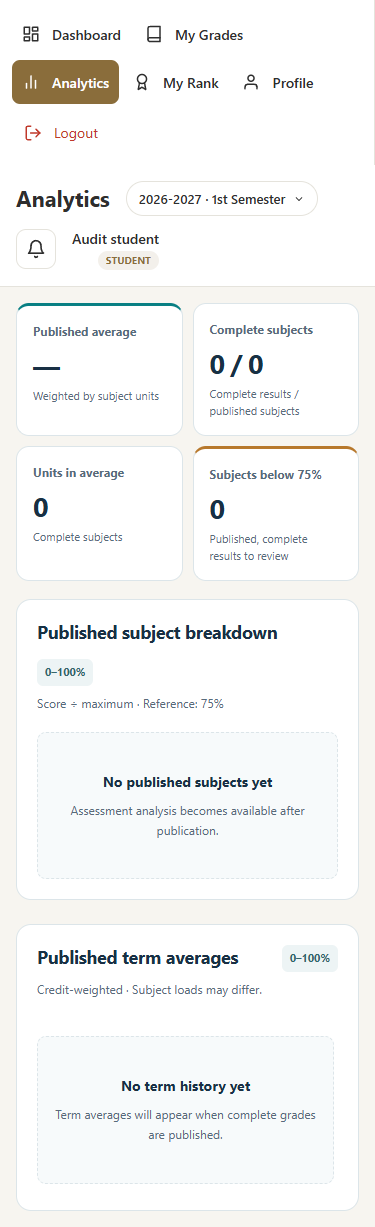 Dashboard
My Grades
Analytics
My Rank
Profile
Logout
Analytics
2026-2027 · 1st Semester
Audit student
STUDENT
Published average
—
Weighted by subject units
Complete subjects
0 / 0
Complete results /
published subjects
Units in average
0
Complete subjects
Subjects below 75%
0
Published, complete
results to review
Published subject breakdown
0–100%
Score ÷ maximum · Reference: 75%
No published subjects yet
Assessment analysis becomes available after
publication.
Published term averages
0–100%
Credit-weighted · Subject loads may differ.
No term history yet
Term averages will appear when complete grades
are published.